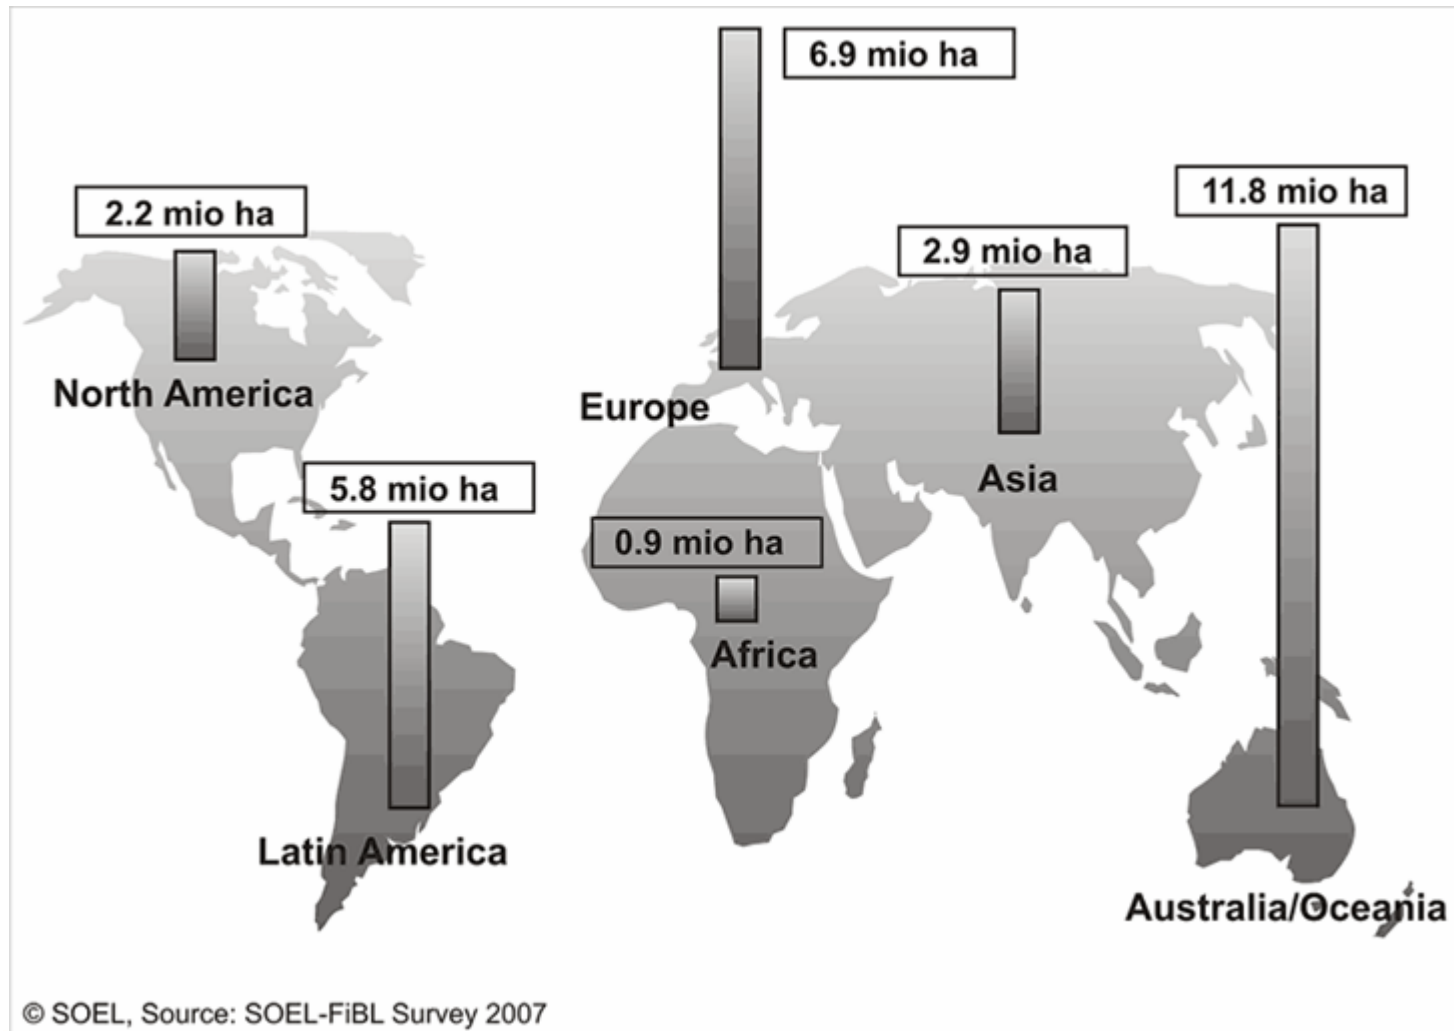 6.9 mio ha
11.8 mio ha
2.2 mio ha
2.9 mio ha
North America
Europe
Asia
5.8 mio ha
0.9 mio ha
Africa
Latin America
Australia/Oceania
© SOEL, Source: SOEL-FiBL Survey 2007